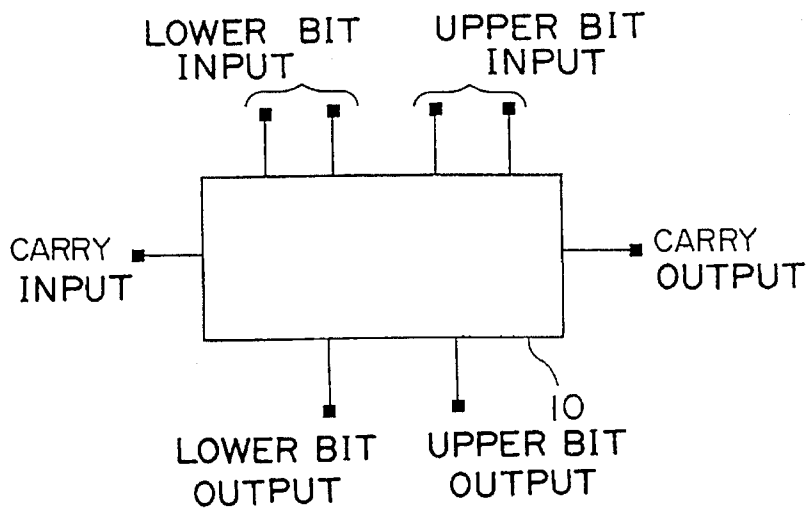 LOWER BIT
INPUT
UPPER BIT
INPUT
CARRY
INPUT
CARRY
OUTPUT
10
LOWER BIT
OUTPUT
UPPER BIT
OUTPUT